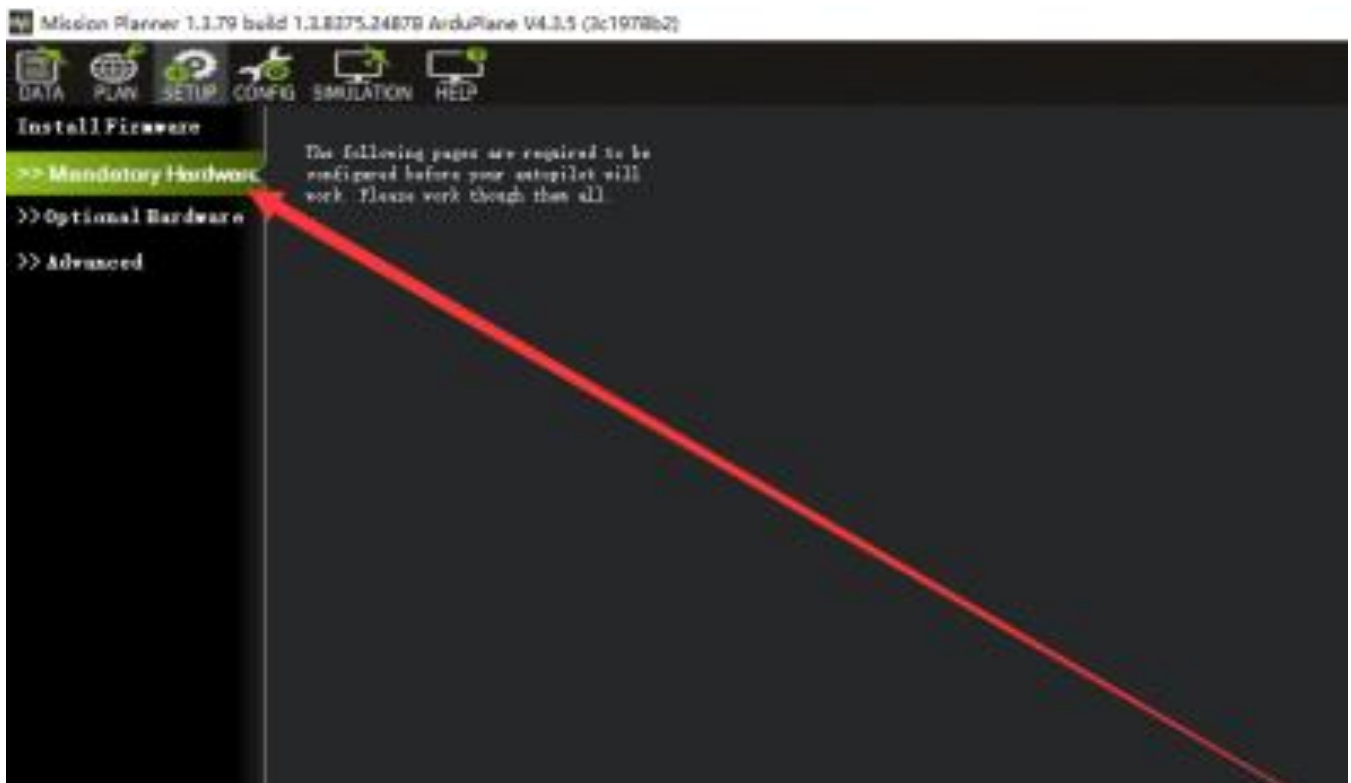 Mission Planner 1.3.79 build 1.3.8375.24878 ArduPlane V4.3.5 (3c1978b2)
DATA PLAN SETUP CONFIG SIMULATION HELP
Install Firmware
>> Mandatory Hardware
>> Optional Hardware
>> Advanced
The following pages are required to be
configured before your autopilot will
work. Please work though them all.